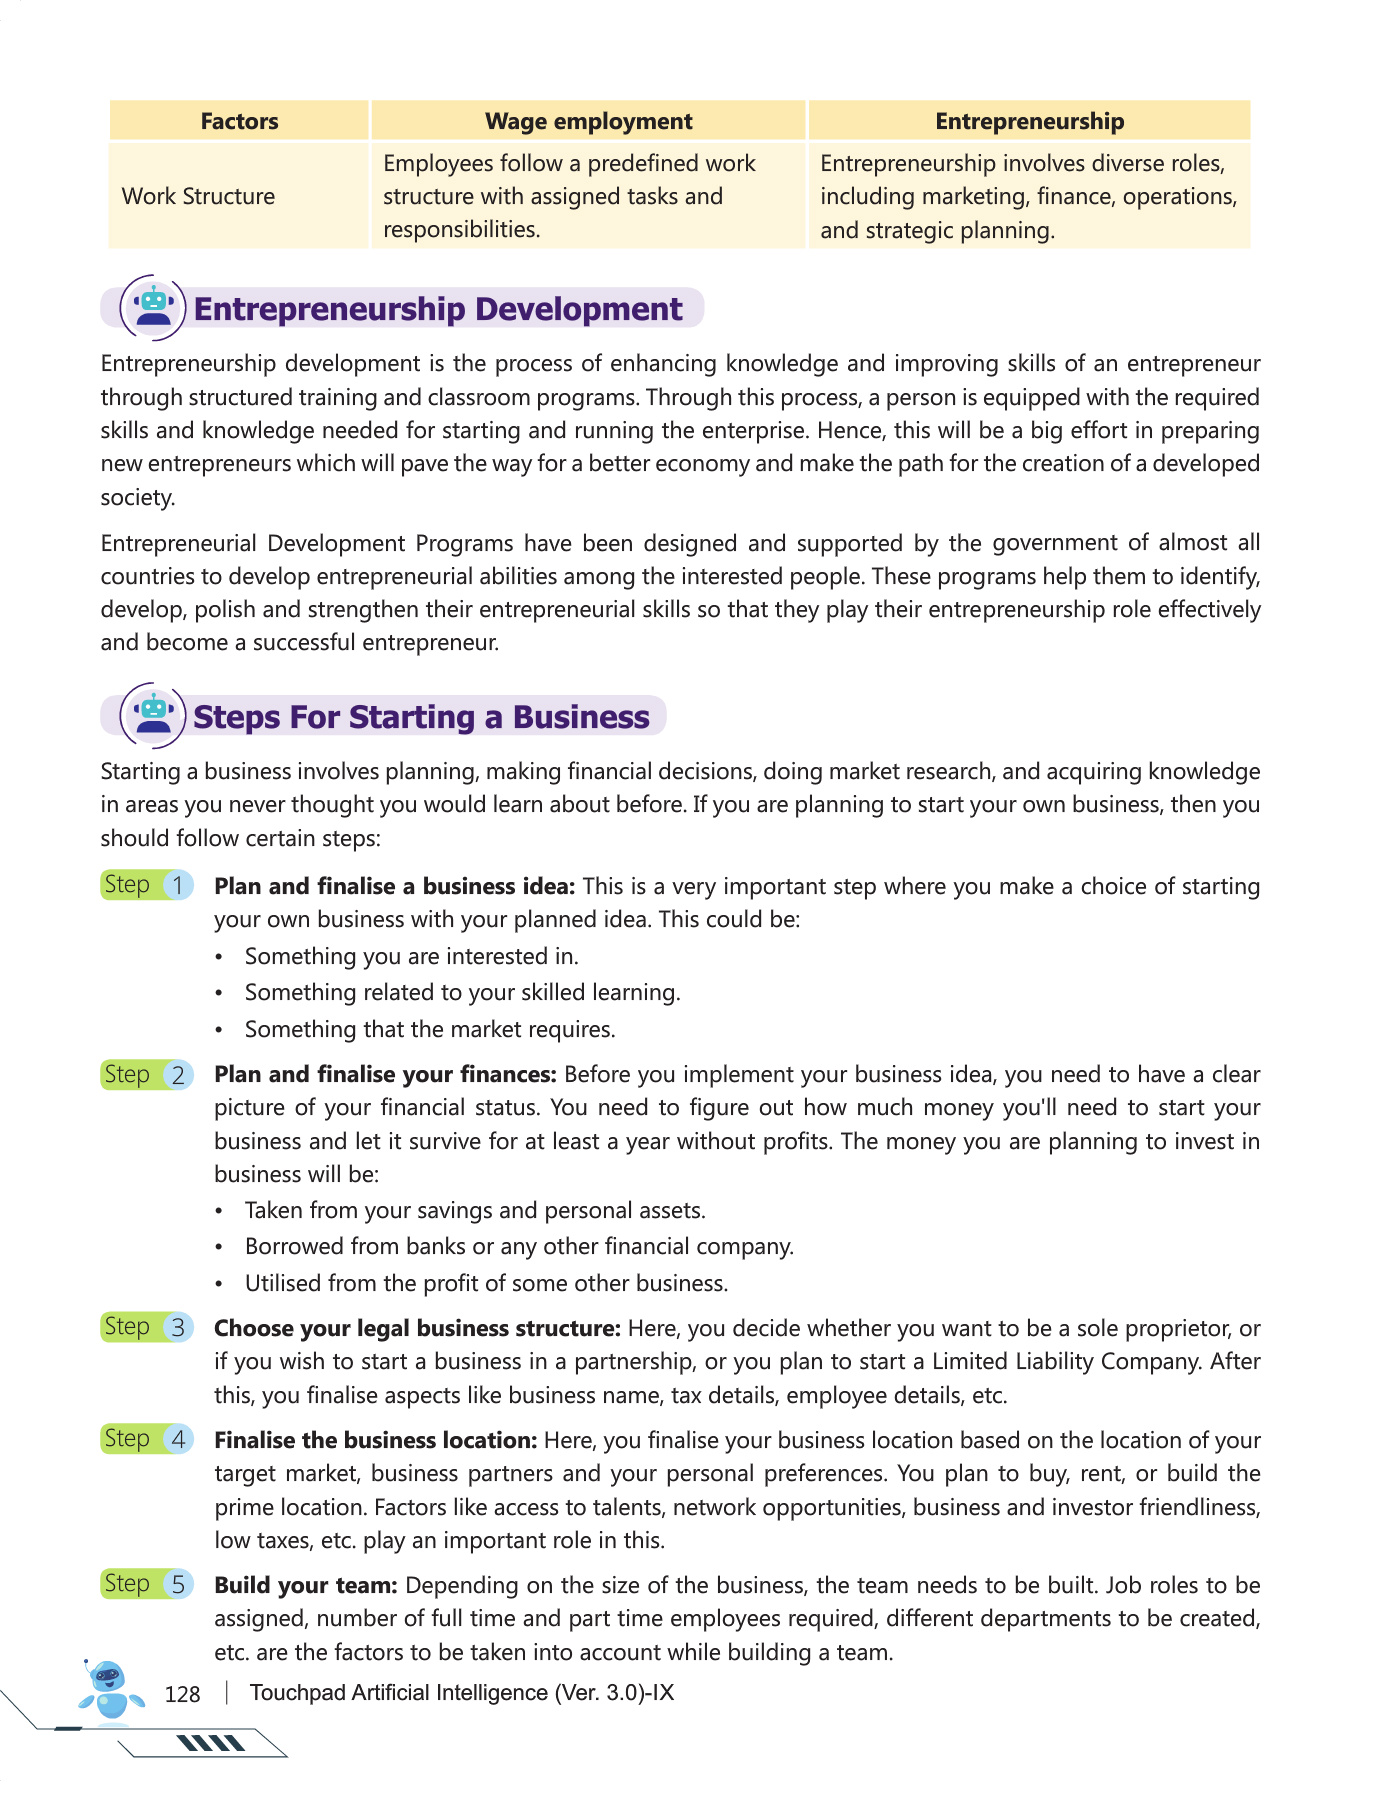 Factors Wage employment Entrepreneurship
Work Structure
Employees follow a predefined work
structure with assigned tasks and
responsibilities.
Entrepreneurship involves diverse roles,
including marketing, finance, operations,
and strategic planning.
Entrepreneurship Development
Entrepreneurship development is the process of enhancing knowledge and improving skills of an entrepreneur
through structured training and classroom programs. Through this process, a person is equipped with the required
skills and knowledge needed for starting and running the enterprise. Hence, this will be a big effort in preparing
new entrepreneurs which will pave the way for a better economy and make the path for the creation of a developed
society.
Entrepreneurial Development Programs have been designed and supported by the government of almost all
countries to develop entrepreneurial abilities among the interested people. These programs help them to identify,
develop, polish and strengthen their entrepreneurial skills so that they play their entrepreneurship role effectively
and become a successful entrepreneur.
Steps For Starting a Business
Starting a business involves planning, making financial decisions, doing market research, and acquiring knowledge
in areas you never thought you would learn about before. If you are planning to start your own business, then you
should follow certain steps:
Step 1 Plan and finalise a business idea: This is a very important step where you make a choice of starting
your own business with your planned idea. This could be:
• Something you are interested in.
• Something related to your skilled learning.
• Something that the market requires.
Step 2 Plan and finalise your finances: Before you implement your business idea, you need to have a clear
picture of your financial status. You need to figure out how much money you'll need to start your
business and let it survive for at least a year without profits. The money you are planning to invest in
business will be:
• Taken from your savings and personal assets.
• Borrowed from banks or any other financial company.
• Utilised from the profit of some other business.
Step 3 Choose your legal business structure: Here, you decide whether you want to be a sole proprietor, or
if you wish to start a business in a partnership, or you plan to start a Limited Liability Company. After
this, you finalise aspects like business name, tax details, employee details, etc.
Step 4 Finalise the business location: Here, you finalise your business location based on the location of your
target market, business partners and your personal preferences. You plan to buy, rent, or build the
prime location. Factors like access to talents, network opportunities, business and investor friendliness,
low taxes, etc. play an important role in this.
Step 5 Build your team: Depending on the size of the business, the team needs to be built. Job roles to be
assigned, number of full time and part time employees required, different departments to be created,
etc. are the factors to be taken into account while building a team.
128 Touchpad Artificial Intelligence (Ver. 3.0)-IX